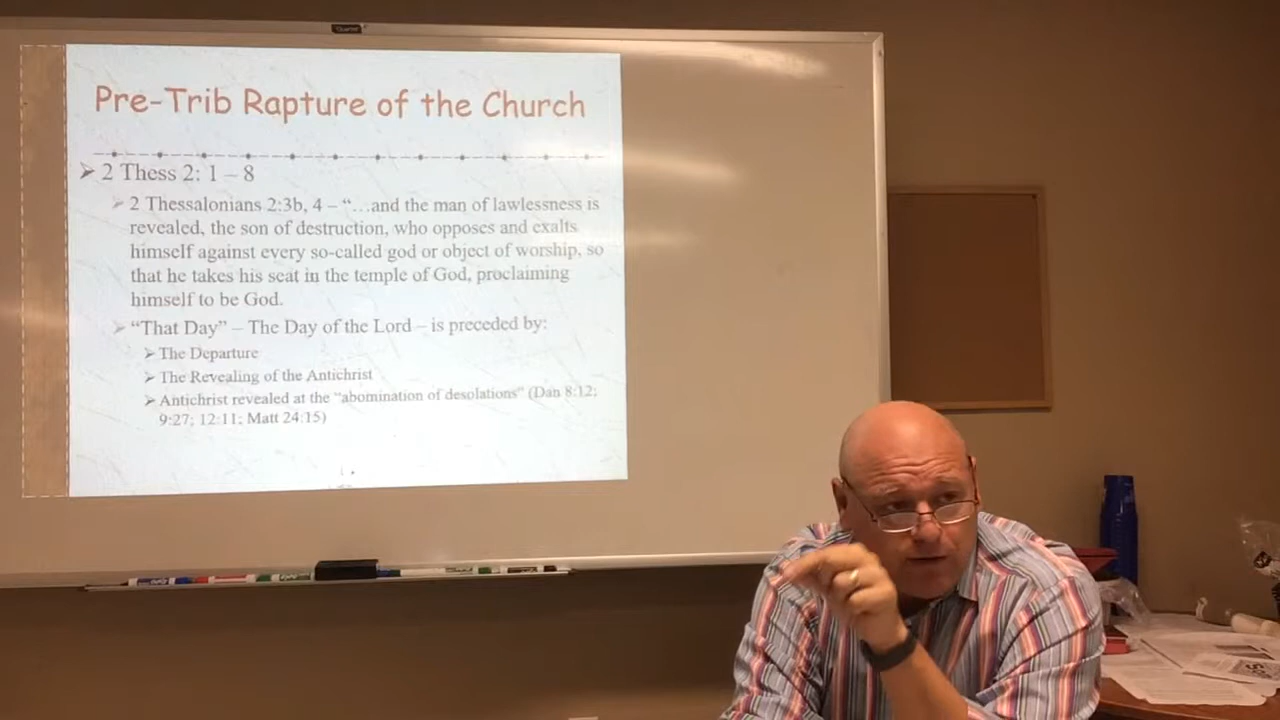 Pre-Trib Rapture of the Church
2 Thess 2: 1 – 8
2 Thessalonians 2:3b, 4 – “…and the man of lawlessness is
revealed, the son of destruction, who opposes and exalts
himself against every so-called god or object of worship, so
that he takes his seat in the temple of God, proclaiming
himself to be God.
“That Day” – The Day of the Lord – is preceded by:
The Departure
The Revealing of the Antichrist
Antichrist revealed at the “abomination of desolations” (Dan 8:12;
9:27; 12:11; Matt 24:15)